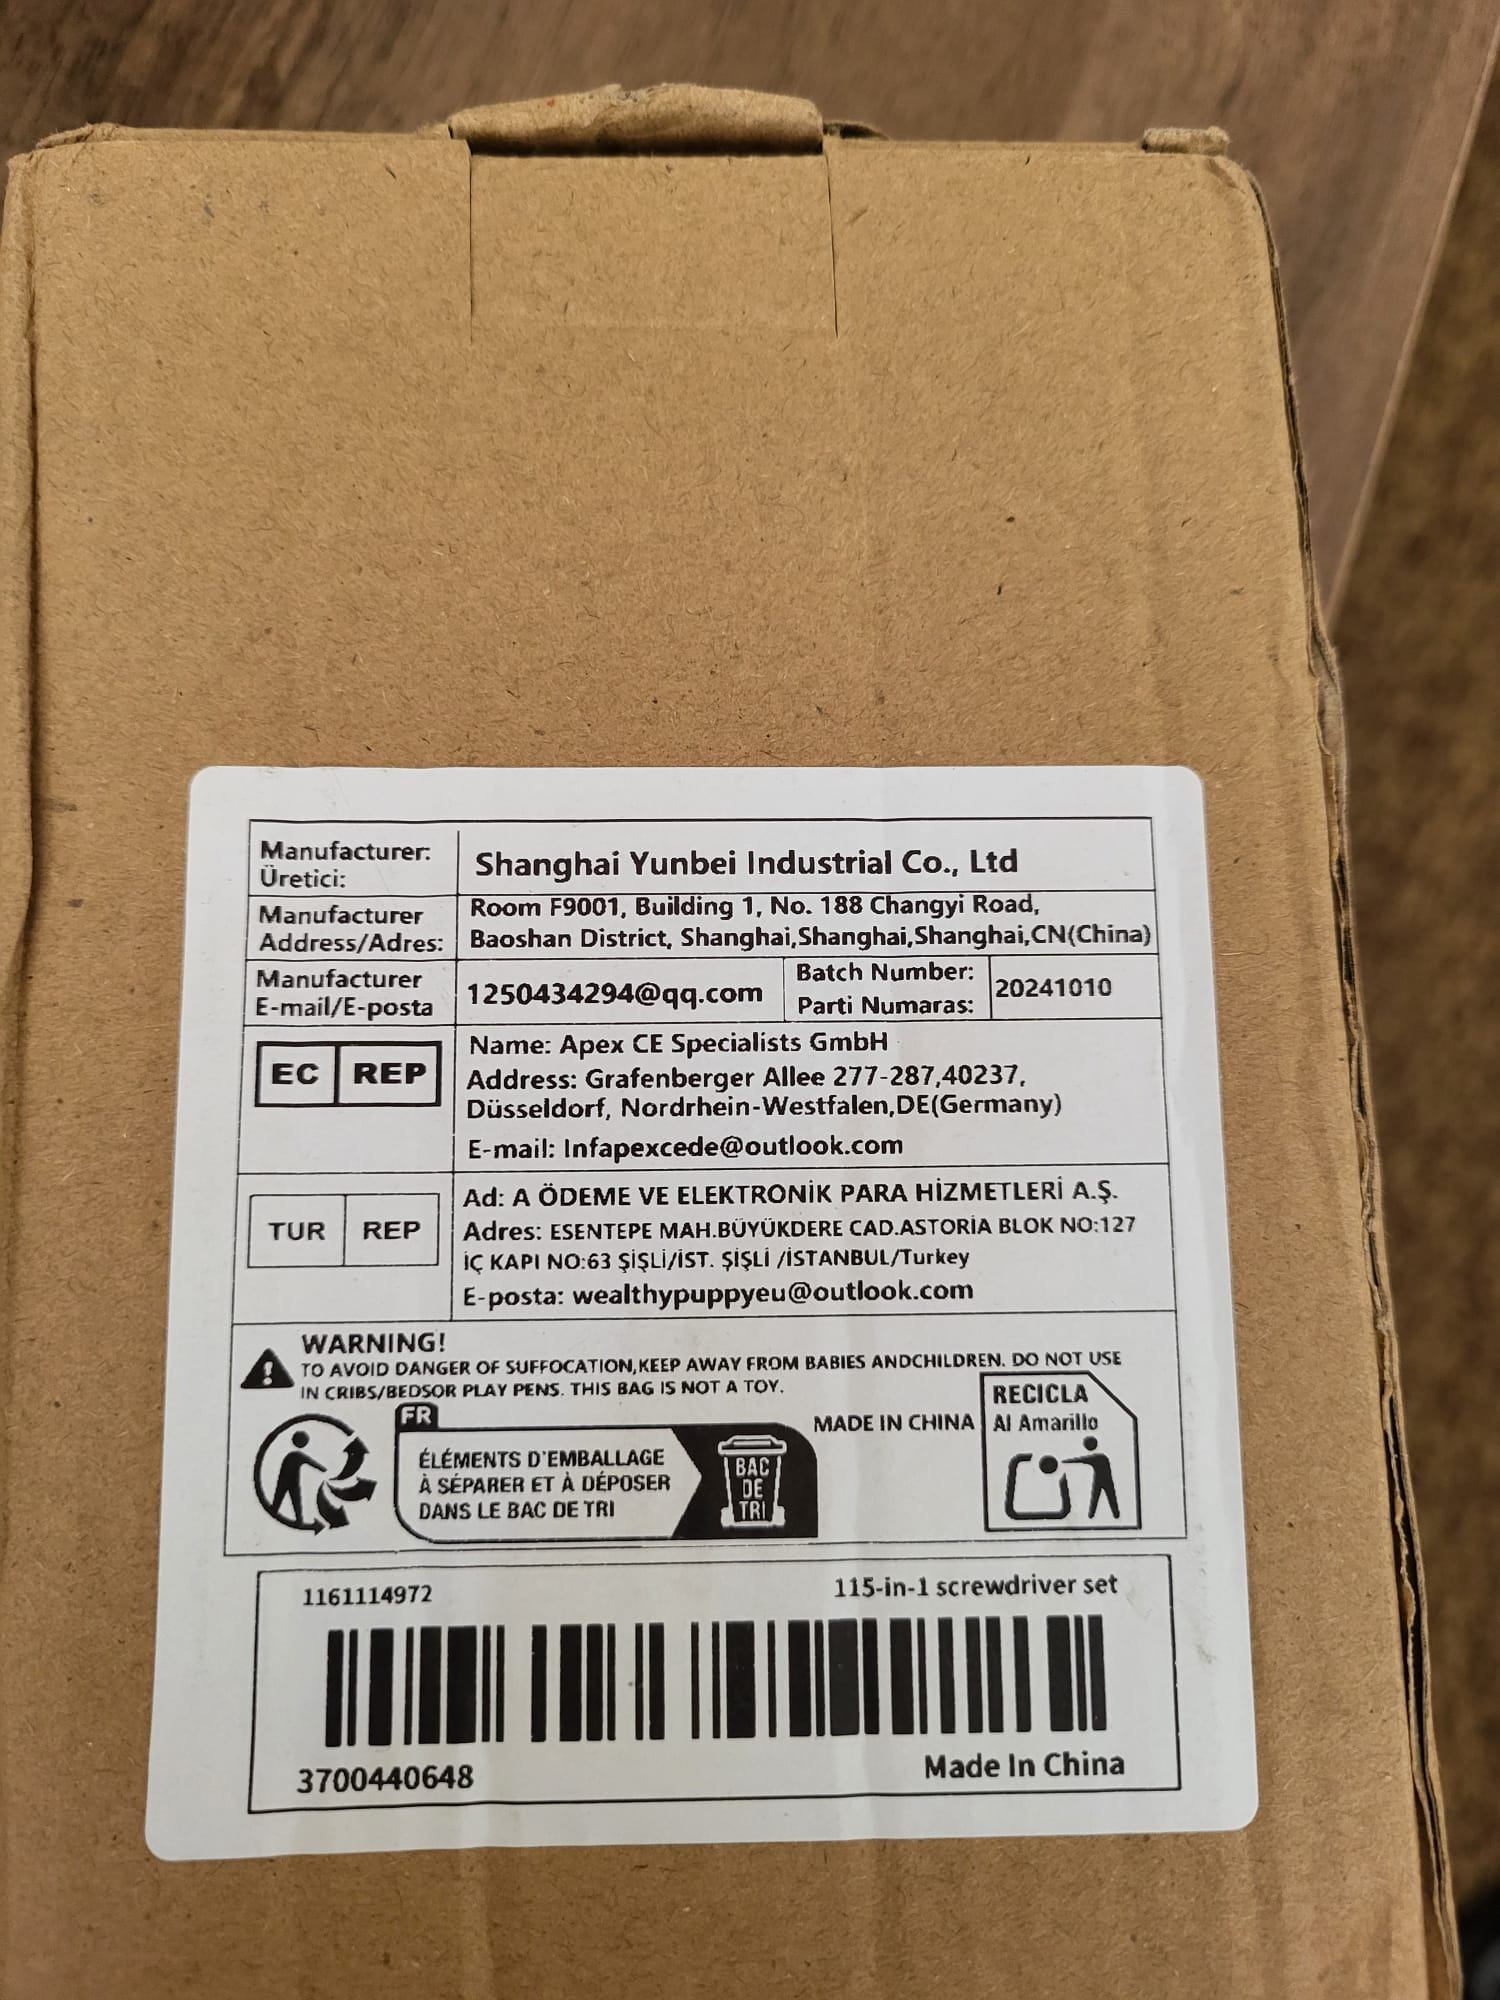 Manufacturer:
Üretici:
Shanghai Yunbei Industrial Co., Ltd
Manufacturer
Address/Adres:
Room F9001, Building 1, No. 188 Changyi Road,
Baoshan District, Shanghai,Shanghai,Shanghai,CN(China)
Manufacturer
E-mail/E-posta
1250434294@qq.com
Batch Number:
Parti Numaras:
20241010
EC REP
Name: Apex CE Specialists GmbH
Address: Grafenberger Allee 277-287,40237,
Düsseldorf, Nordrhein-Westfalen,DE(Germany)
E-mail: Infapexcede@outlook.com
TUR REP
Ad: A ÖDEME VE ELEKTRONİK PARA HİZMETLERİ A.Ş.
Adres: ESENTEPE MAH.BÜYÜKDERE CAD.ASTORİA BLOK NO:127
İÇ KAPI NO:63 ŞİŞLİ/İST. ŞİŞLİ /İSTANBUL/Turkey
E-posta: wealthypuppyeu@outlook.com
WARNING!
TO AVOID DANGER OF SUFFOCATION,KEEP AWAY FROM BABIES ANDCHILDREN. DO NOT USE
IN CRIBS/BEDSOR PLAY PENS. THIS BAG IS NOT A TOY.
FR
ÉLÉMENTS D'EMBALLAGE
À SÉPARER ET À DÉPOSER
DANS LE BAC DE TRI
BAC
DE
TRI
MADE IN CHINA
RECICLA
Al Amarillo
1161114972
115-in-1 screwdriver set
3700440648
Made In China